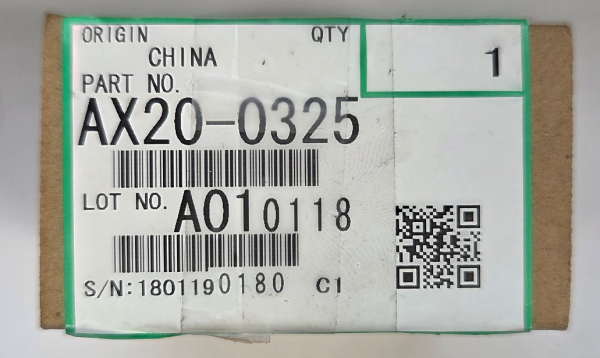 ORIGIN QTY
CHINA 1
PART NO.
AX20-0325
LOT NO. A010118
S/N:1801190180 C1